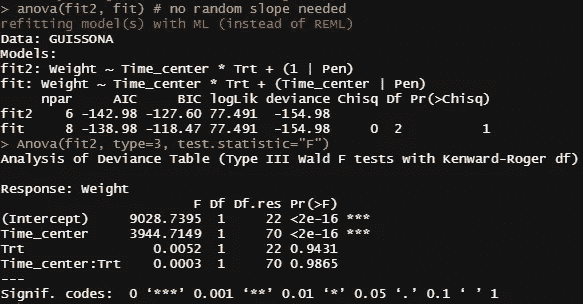 > anova(fit2, fit) # no random slope needed
refitting model(s) with ML (instead of REML)
Data: GUISSONA
Models:
fit2: Weight ~ Time_center * Trt + (1 | Pen)
fit: Weight ~ Time_center * Trt + (Time_center | Pen)
     npar     AIC     BIC logLik deviance Chisq Df Pr(>Chisq)
fit2    6 -142.98 -127.60 77.491  -154.98
fit     8 -138.98 -118.47 77.491  -154.98     0  2          1
> Anova(fit2, type=3, test.statistic="F")
Analysis of Deviance Table (Type III Wald F tests with Kenward-Roger df)
Response: Weight
                        F Df Df.res Pr(>F)
(Intercept)     9028.7395  1     22 <2e-16 ***
Time_center     3944.7149  1     70 <2e-16 ***
Trt                0.0052  1     22 0.9431
Time_center:Trt    0.0003  1     70 0.9865
---
Signif. codes:  0 ‘***’ 0.001 ‘**’ 0.01 ‘*’ 0.05 ‘.’ 0.1 ‘ ’ 1